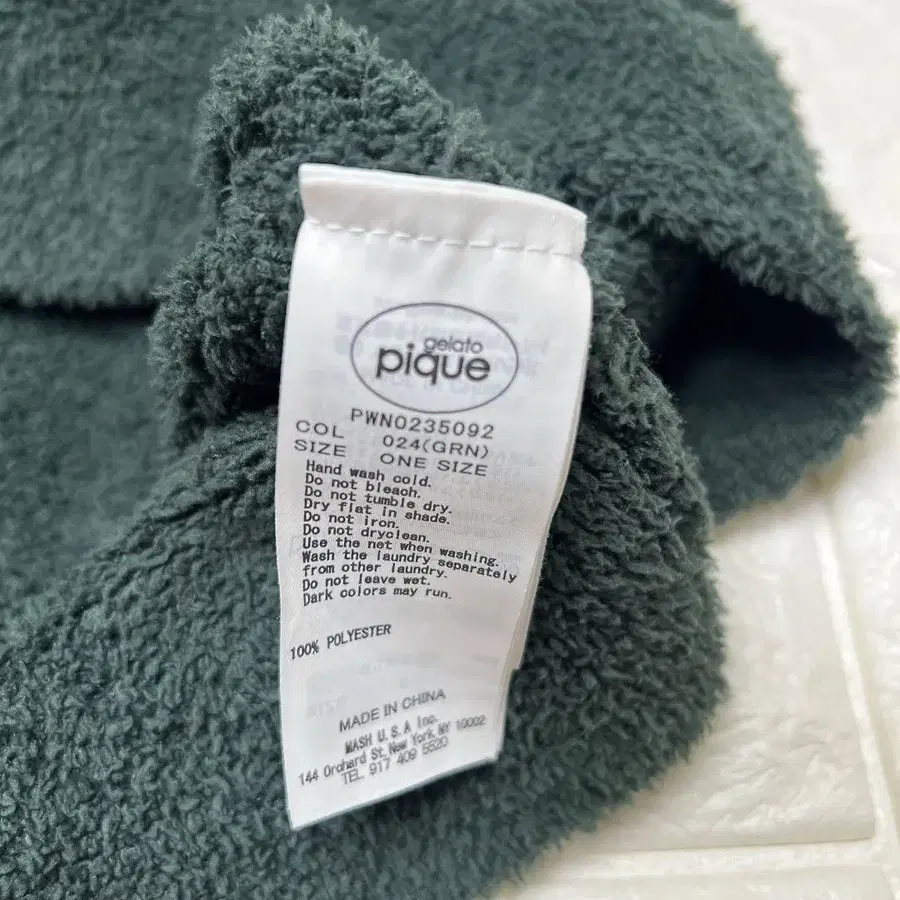 gelato
pique
PWNO235092
COL 024(GRN)
SIZE ONE SIZE
Hand wash cold.
Do not bleach.
Do not tumble dry.
Dry flat in shade.
Do not iron.
Do not dryclean.
Use the net when washing.
Wash the laundry separately
from other laundry.
Do not leave wet.
Dark colors may run.
100% POLYESTER
MADE IN CHINA
MASH U.S.A Inc.
144 Orchard St, New York, NY 10002
TEL 917 409 5520